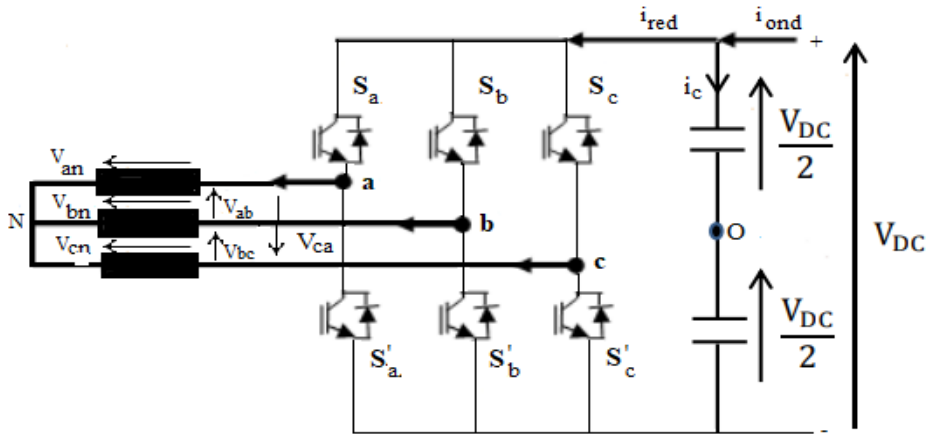 i_red
i_ond
+
S_a.
S_b
S_c
i_c
V_DC/2
V_an
a
V_bn
V_ab
N
b
O
V_DC
V_cn
V_bc
V_ca
c
V_DC/2
S'_a.
S'_b
S'_c
-